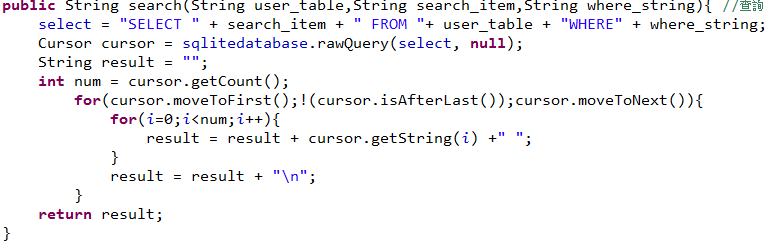 public String search(String user_table,String search_item,String where_string){ //查詢
    select = "SELECT " + search_item + " FROM "+ user_table + "WHERE" + where_string;
    Cursor cursor = sqlitedatabase.rawQuery(select, null);
    String result = "";
    int num = cursor.getCount();
        for(cursor.moveToFirst();!(cursor.isAfterLast());cursor.moveToNext()){
            for(i=0;i<num;i++){
                result = result + cursor.getString(i) +" ";
            }
            result = result + "\n";
        }
    return result;
}